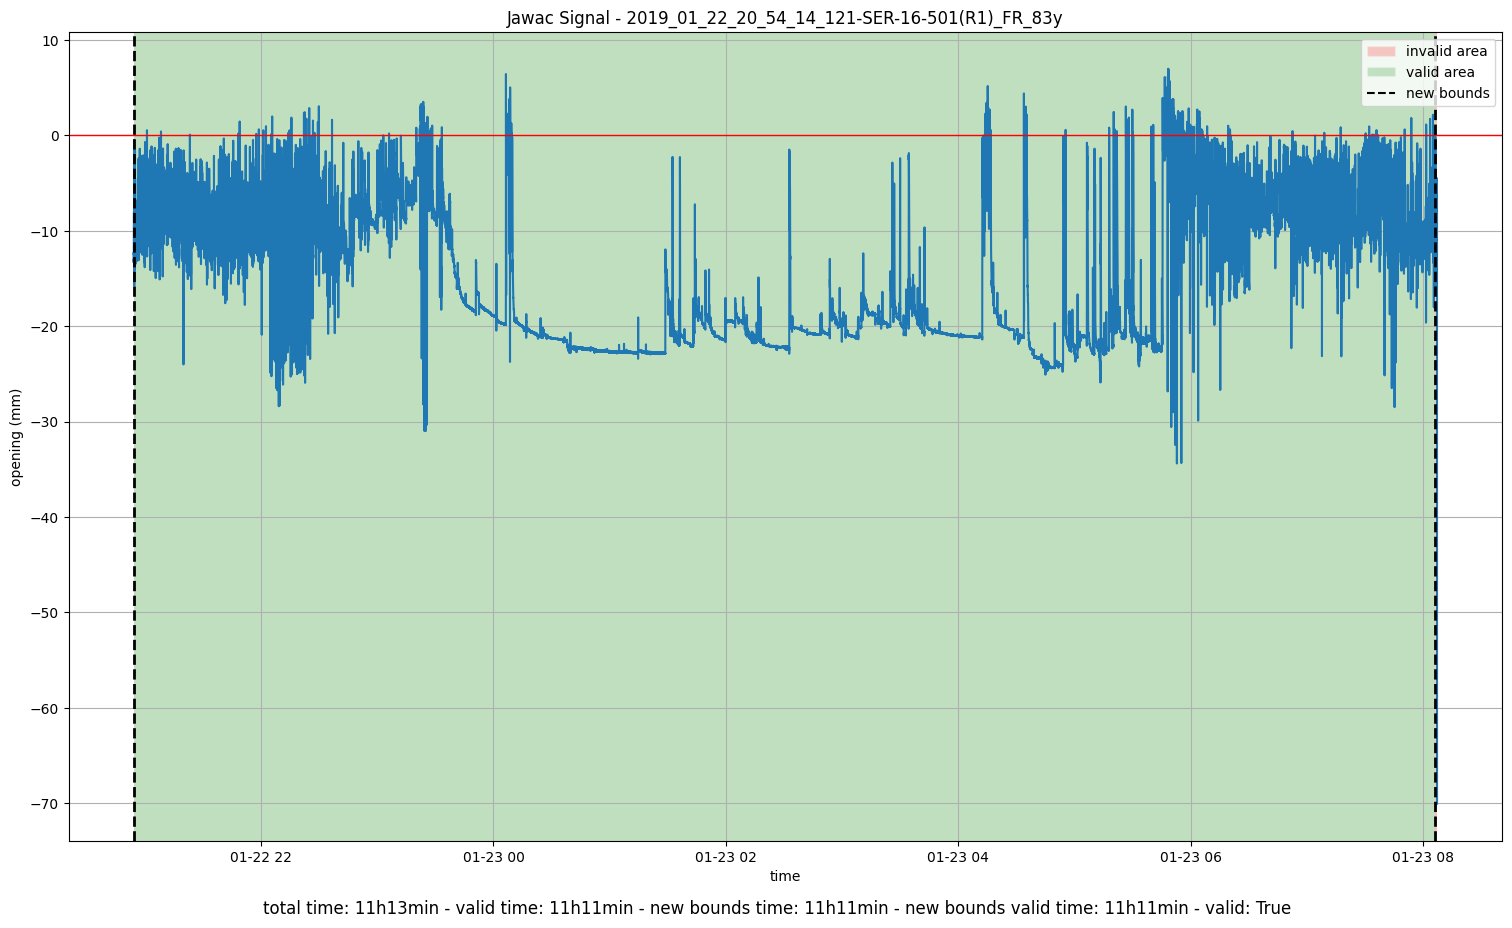 Jawac Signal - 2019_01_22_20_54_14_121-SER-16-501(R1)_FR_83y
invalid area
valid area
new bounds
10
0
−10
−20
−30
−40
−50
−60
−70
opening (mm)
01-22 22
01-23 00
01-23 02
01-23 04
01-23 06
01-23 08
time
total time: 11h13min - valid time: 11h11min - new bounds time: 11h11min - new bounds valid time: 11h11min - valid: True